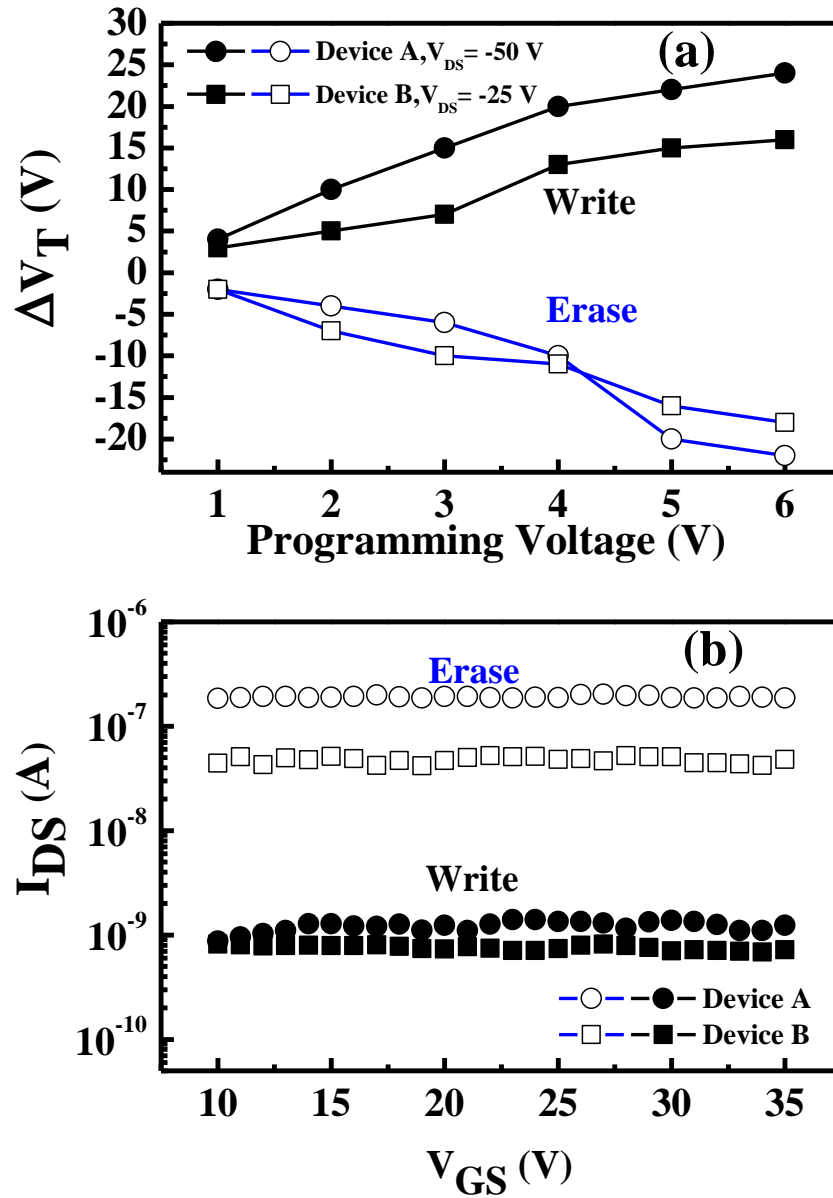 30
25
20
15
10
5
0
-5
-10
-15
-20
ΔV_T (V)
Device A,V_DS= -50 V
Device B,V_DS= -25 V
(a)
Write
Erase
1 2 3 4 5 6
Programming Voltage (V)
10^-6
10^-7
10^-8
10^-9
10^-10
I_DS (A)
(b)
Erase
Write
Device A
Device B
10 15 20 25 30 35
V_GS (V)